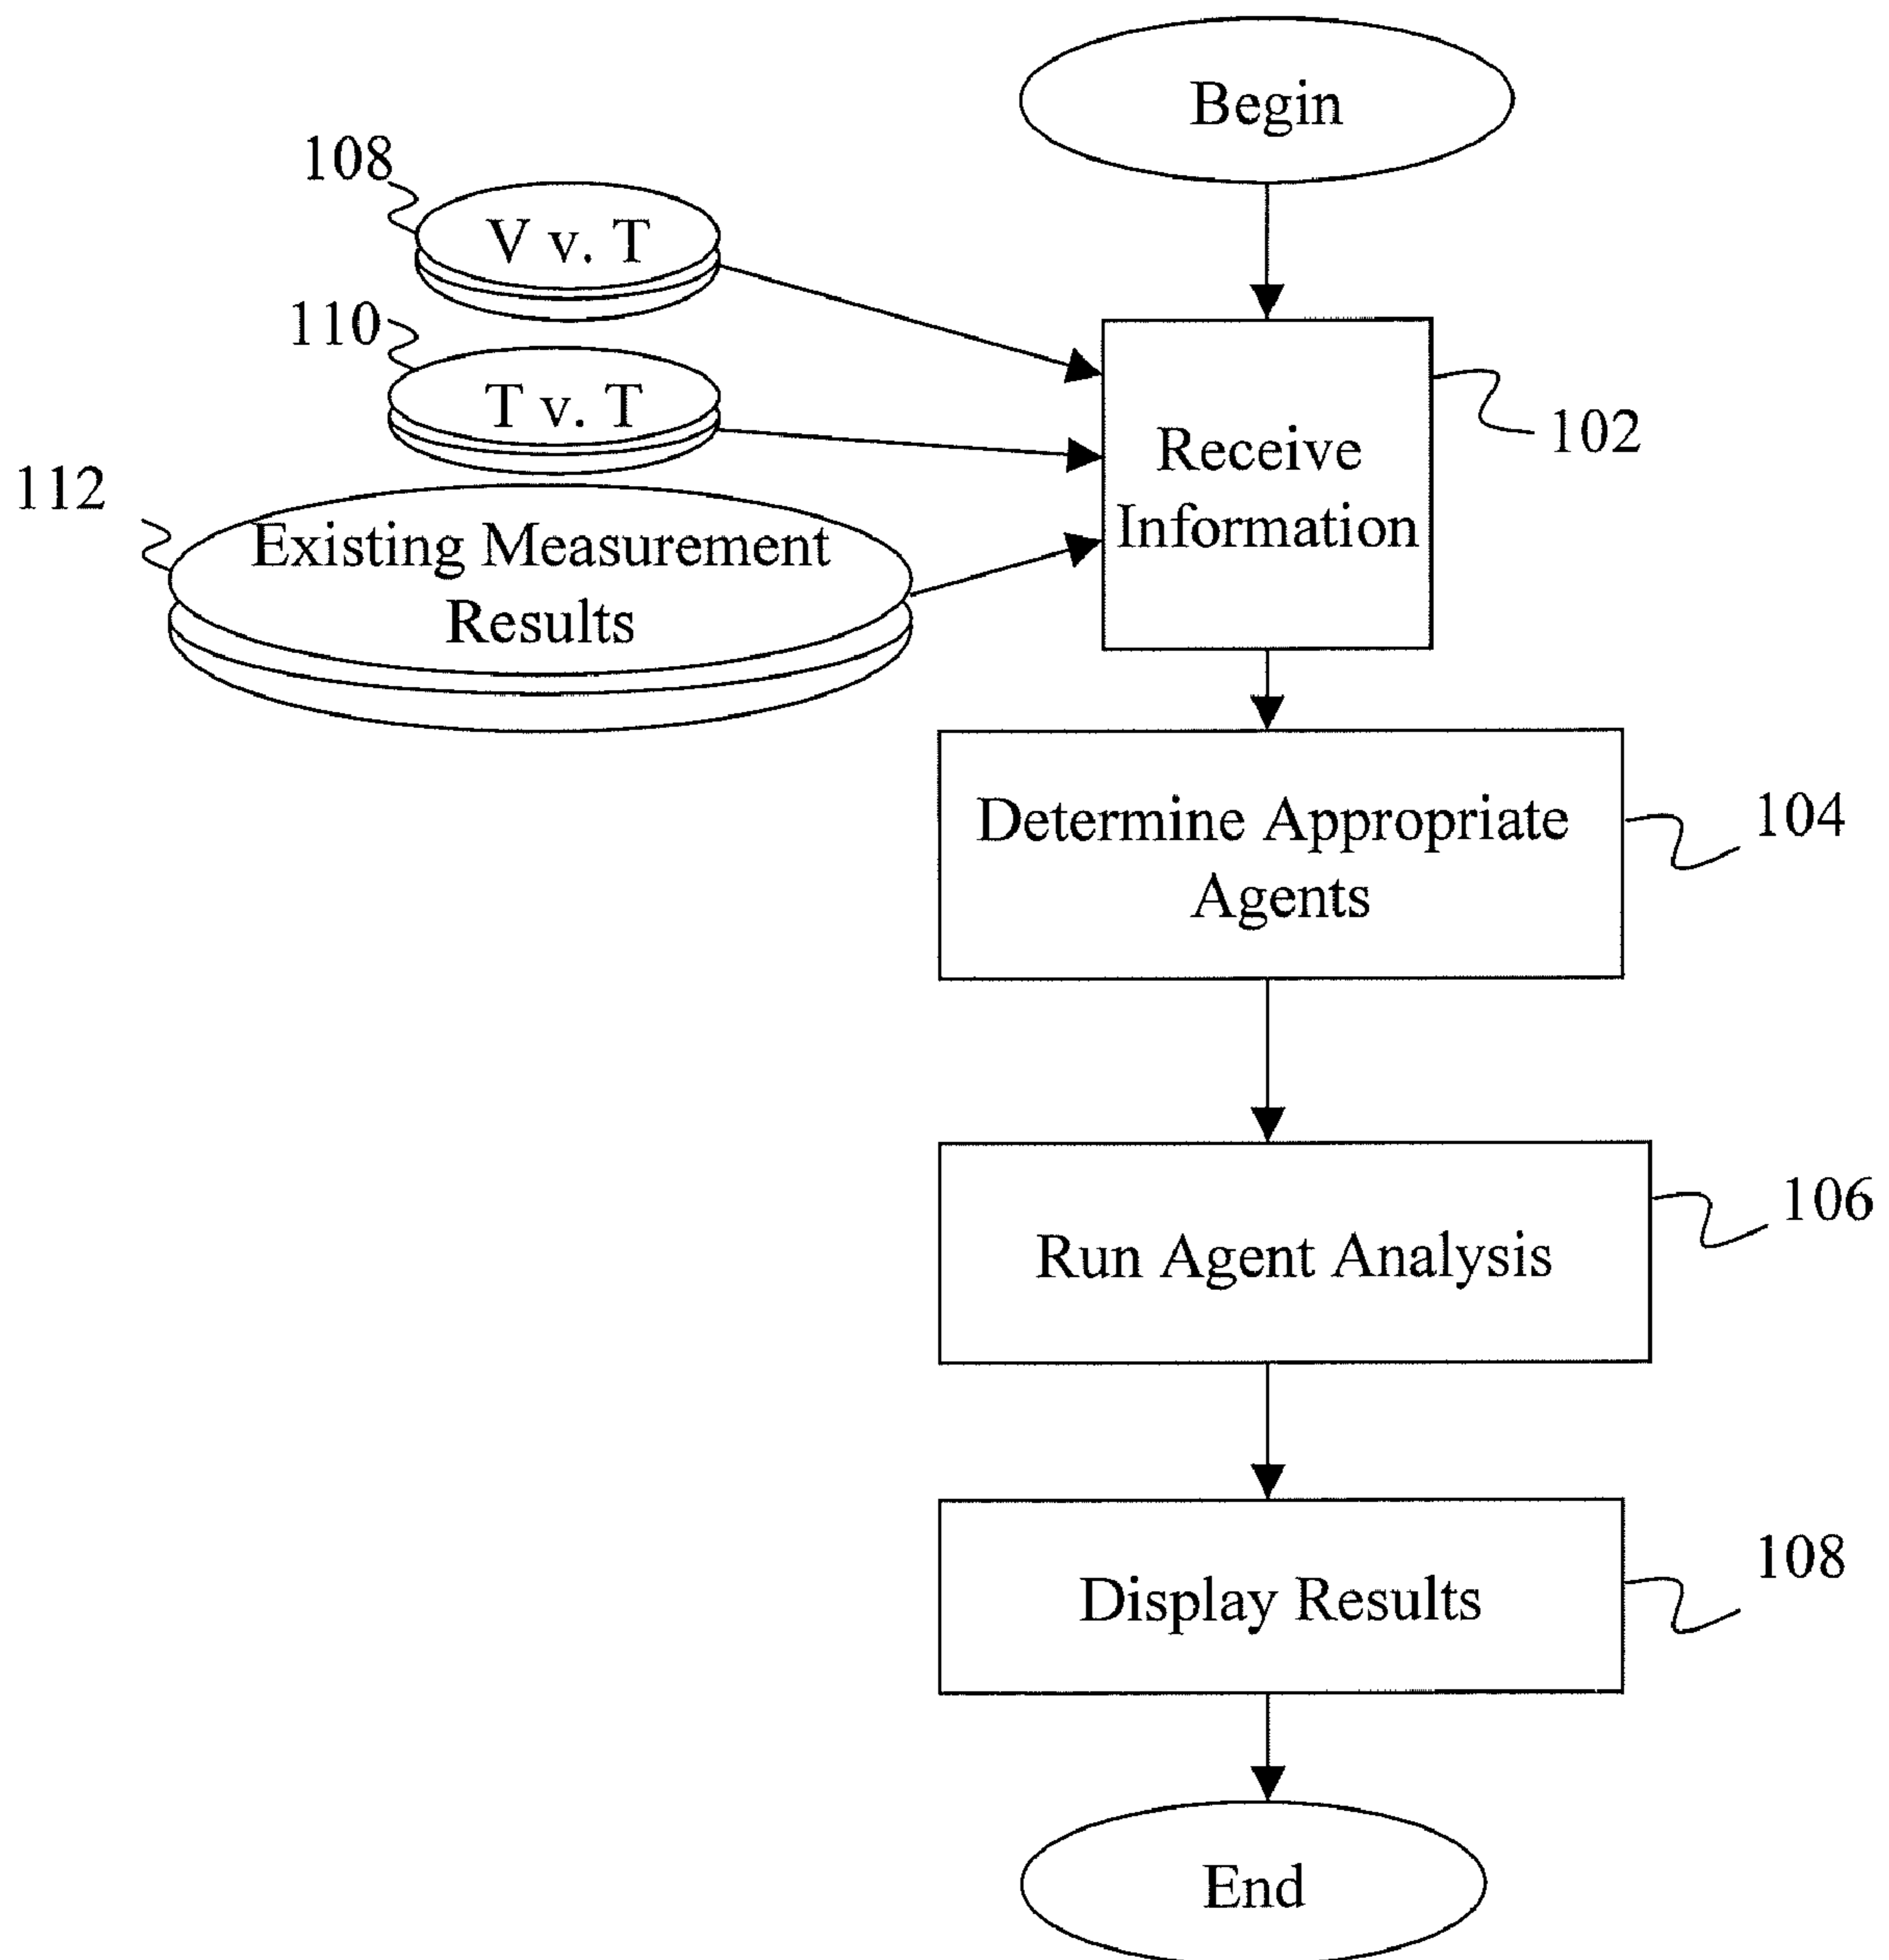 Begin
108
V v. T
110
T v. T
102
Receive
Information
112
Existing Measurement
Results
Determine Appropriate
Agents
104
Run Agent Analysis
106
Display Results
108
End